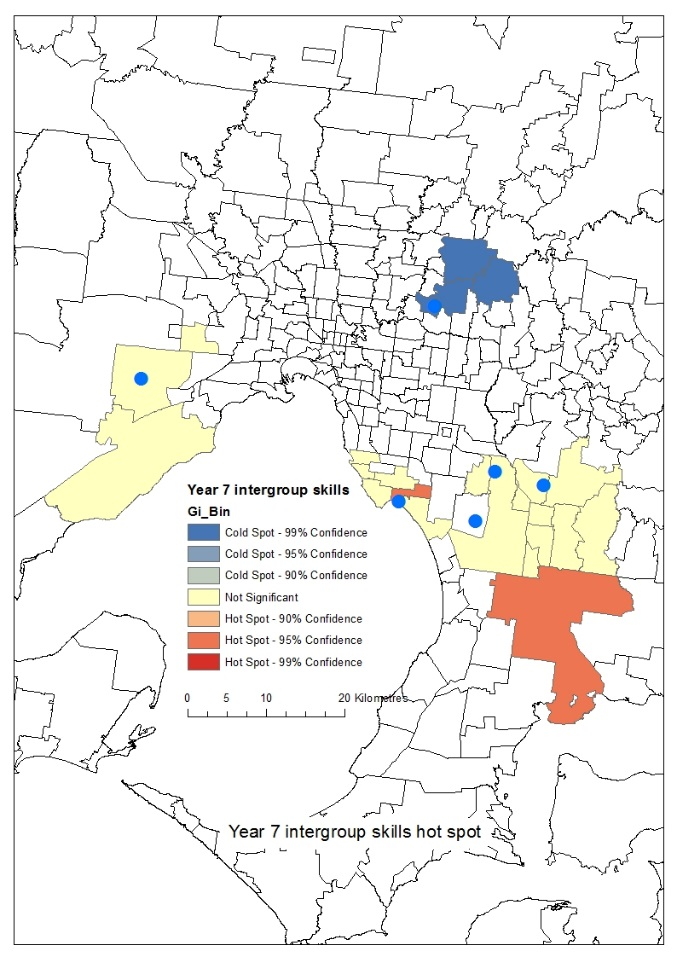 Year 7 intergroup skills
Gi_Bin
Cold Spot - 99% Confidence
Cold Spot - 95% Confidence
Cold Spot - 90% Confidence
Not Significant
Hot Spot - 90% Confidence
Hot Spot - 95% Confidence
Hot Spot - 99% Confidence
0 5 10 20 Kilometres
Year 7 intergroup skills hot spot